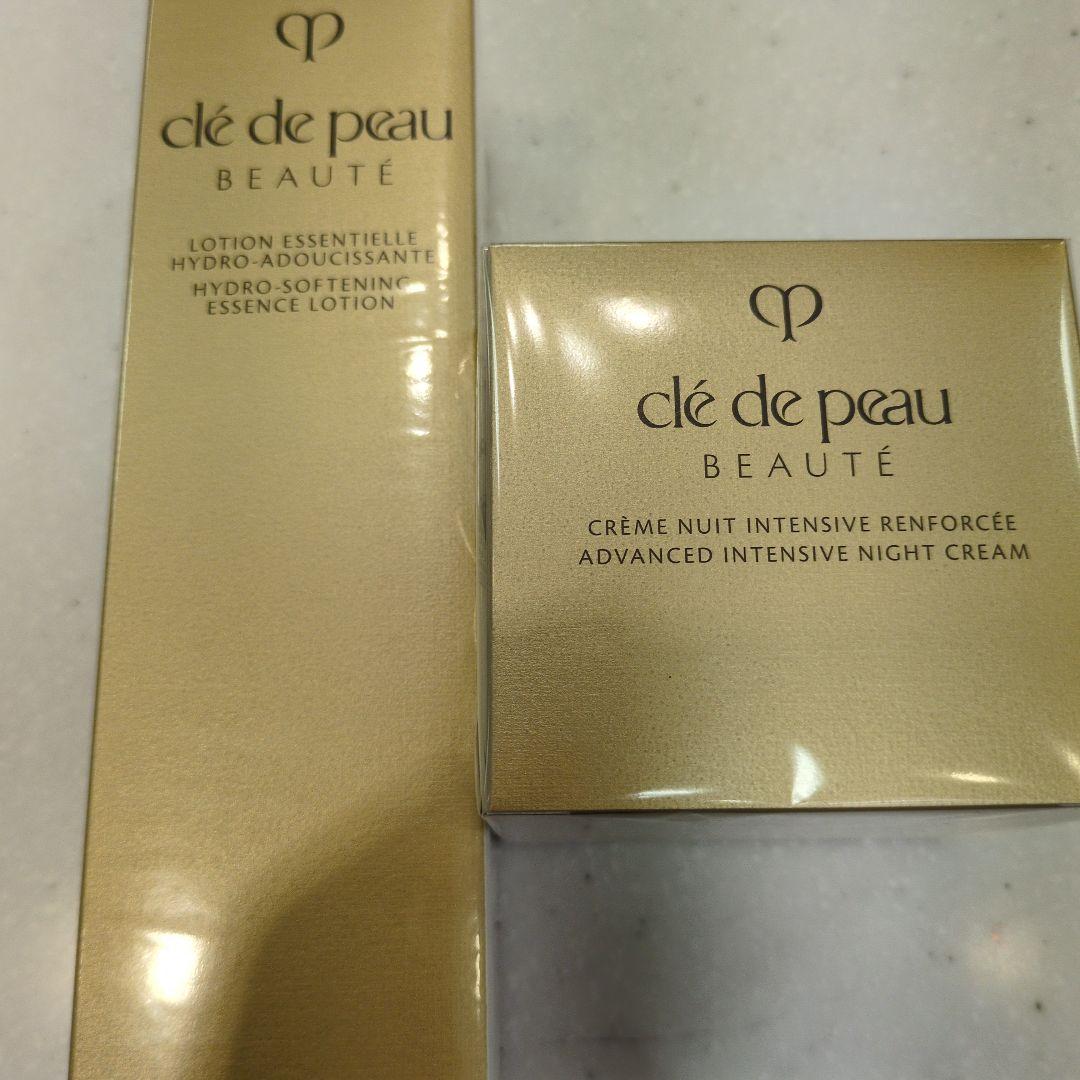 clé de peau
BEAUTÉ
LOTION ESSENTIELLE
HYDRO-ADOUCISSANTE
HYDRO-SOFTENING
ESSENCE LOTION
clé de peau
BEAUTÉ
CRÈME NUIT INTENSIVE RENFORCÉE
ADVANCED INTENSIVE NIGHT CREAM